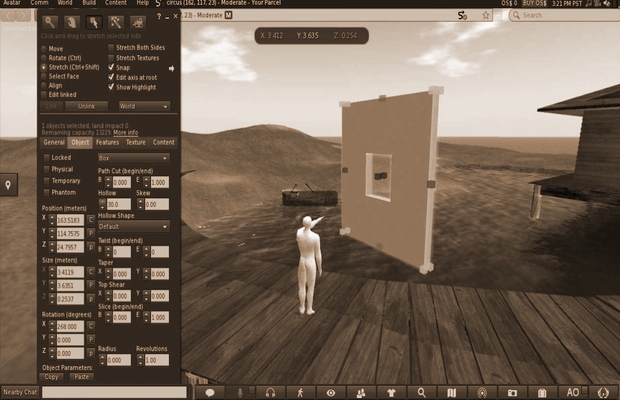 Avatar Comm World Build Content Help circus (162, 117, 23) - Moderate - Your Parcel OS$ 0 BUY OS$ 3:21 PM PST
23) - Moderate - Your Parcel M Search
Click and drag to stretch selected side
X 3.412 Y 3.635 Z 0.254
Move
Rotate (Ctrl)
Stretch (Ctrl+Shift)
Select Face
Align
Edit linked
Stretch Both Sides
Stretch Textures
Snap
Edit axis at root
Show Highlight
Link Unlink World
1 objects selected, land impact 0
Remaining capacity 13229. More info
General Object Features Texture Content
Locked
Physical
Temporary
Phantom
Position (meters)
X 163.5183 C
Y 114.7575 P
Z 24.7957 P
Size (meters)
X 3.4119 C
Y 3.6351 P
Z 0.2537 P
Rotation (degrees)
X 268.000 C
Y 0.000 P
Z 0.000 P
Object Parameters:
Copy Paste
Box
Path Cut (begin/end)
B 0.000 E 1.000
Hollow Skew
30.0 0.00
Hollow Shape
Default
Twist (begin/end)
B 0 E 0
Taper
X 0.000 Y 0.000
Top Shear
X 0.000 Y 0.000
Slice (begin/end)
B 0.000 E 1.000
Radius Revolutions
0.000 1.00
Nearby Chat
AO